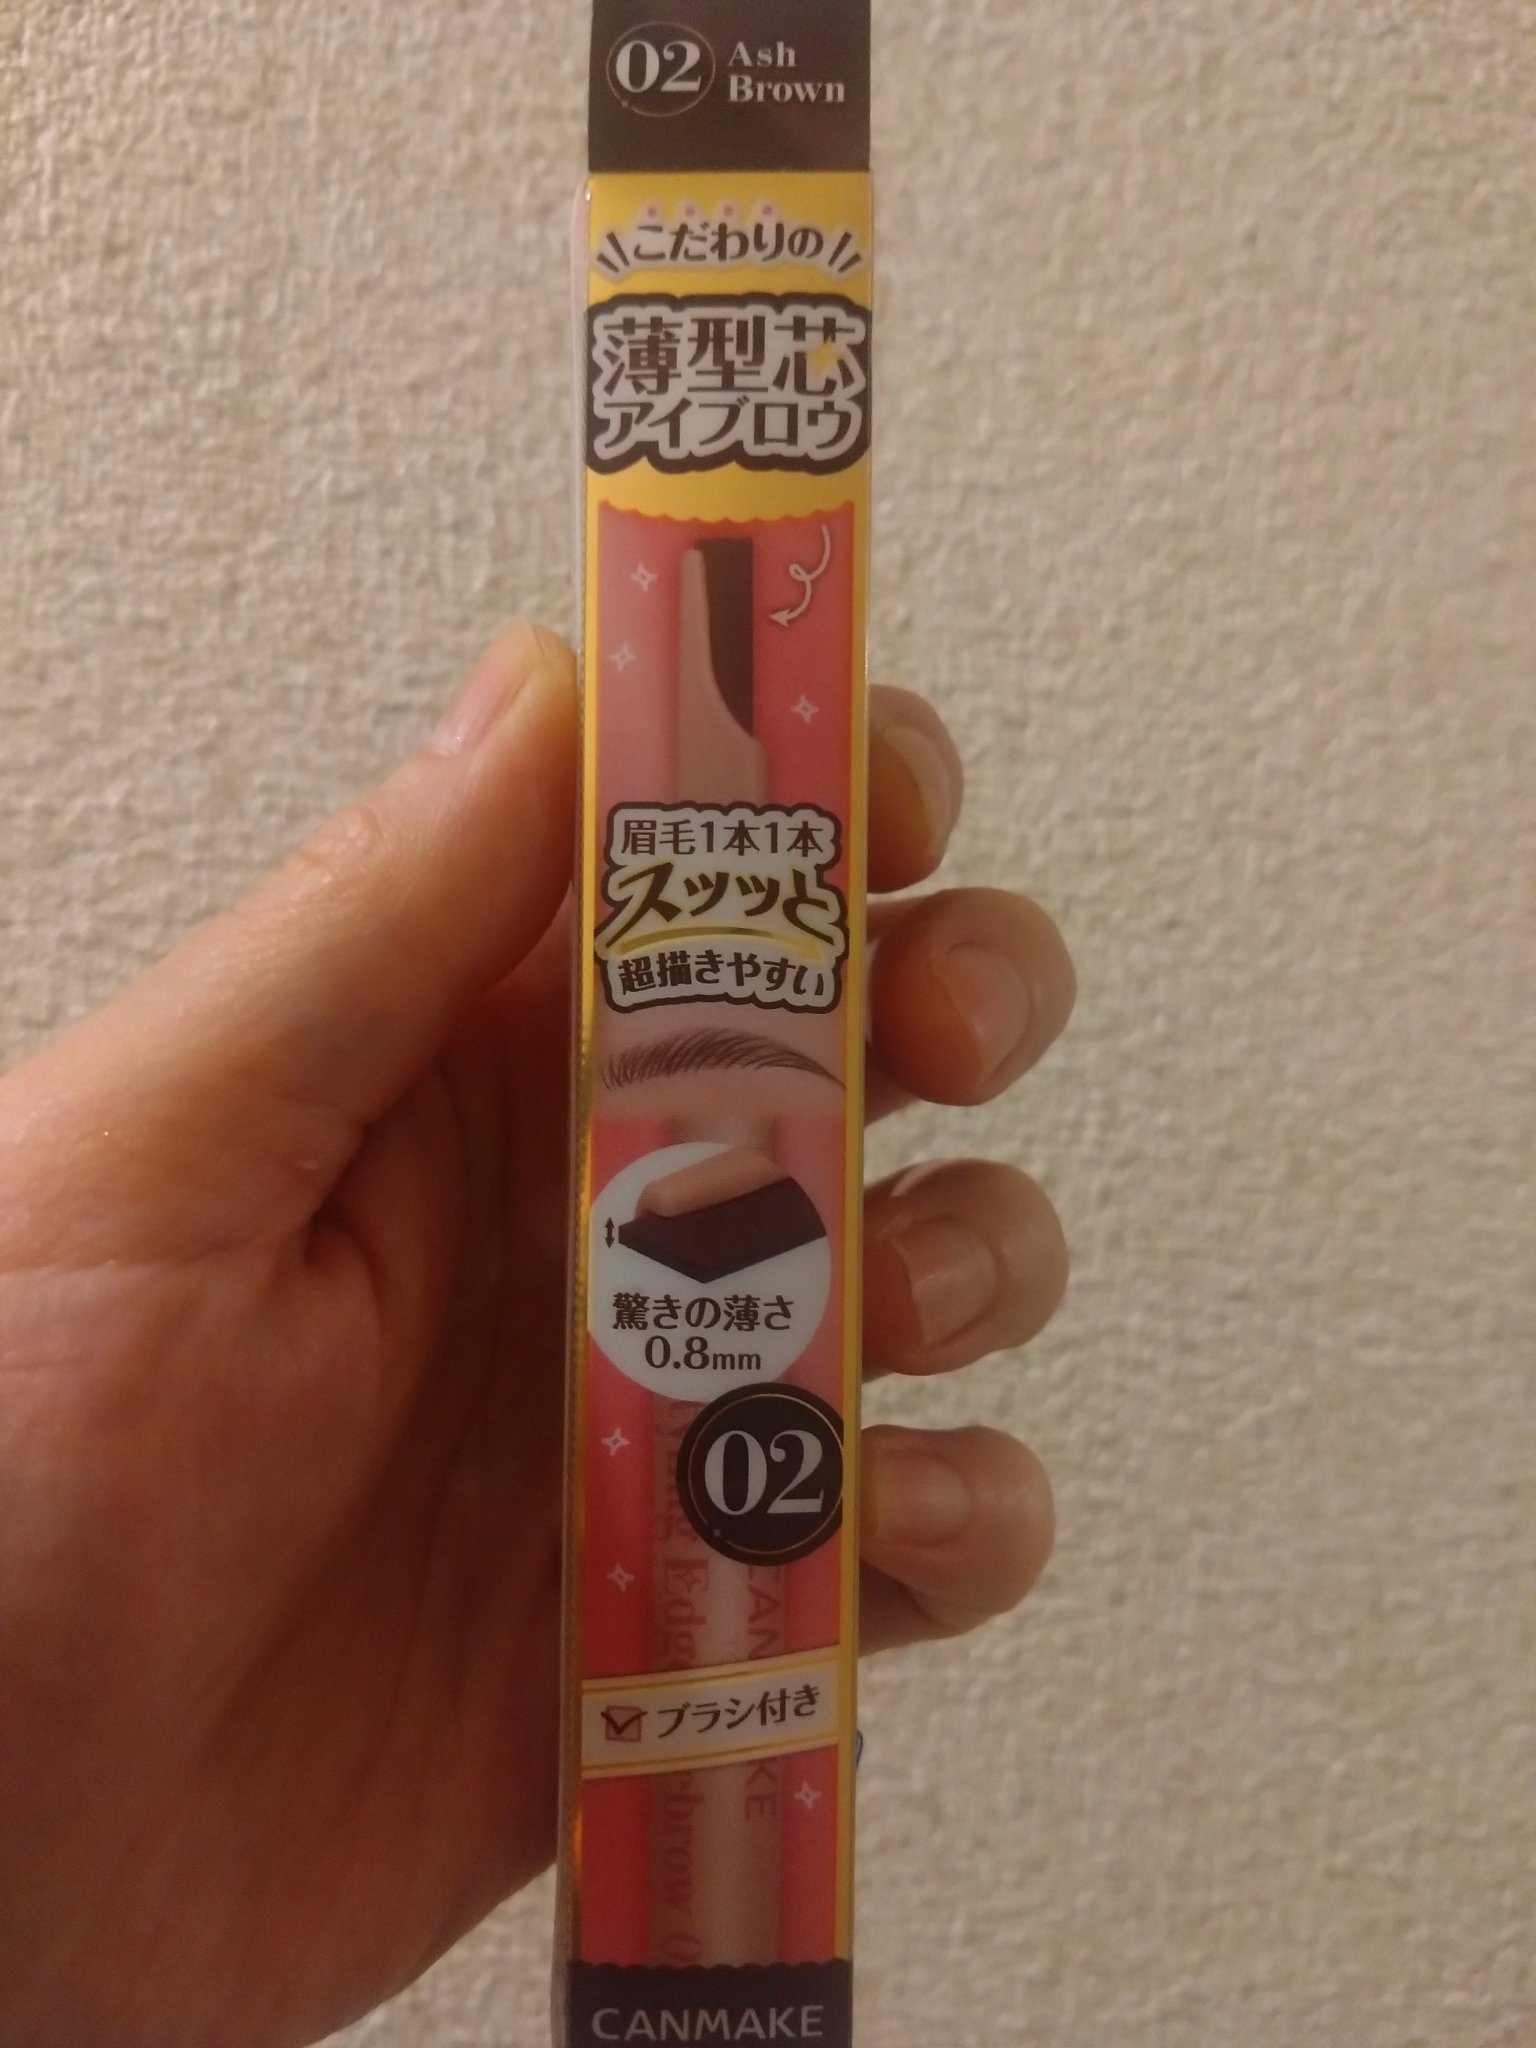 02
Ash
Brown
こだわりの
薄型芯
アイブロウ
眉毛1本1本
スッッと
超描きやすい
驚きの薄さ
0.8mm
02
ブラシ付き
CANMAKE